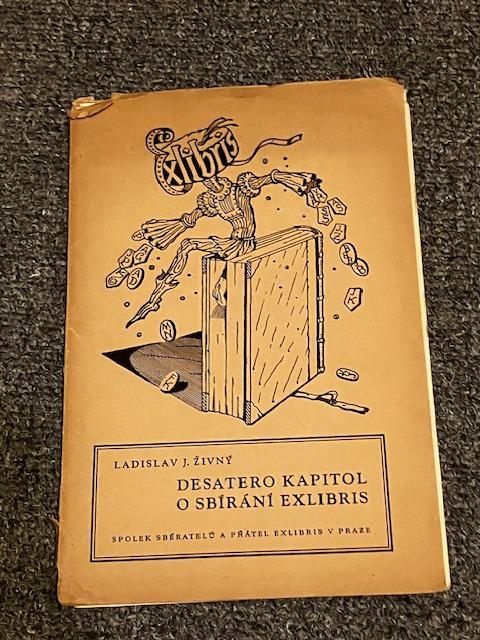 Exlibris
LADISLAV J. ŽIVNÝ
DESATERO KAPITOL
O SBÍRÁNÍ EXLIBRIS
SPOLEK SBĚRATELŮ A PŘÁTEL EXLIBRIS V PRAZE